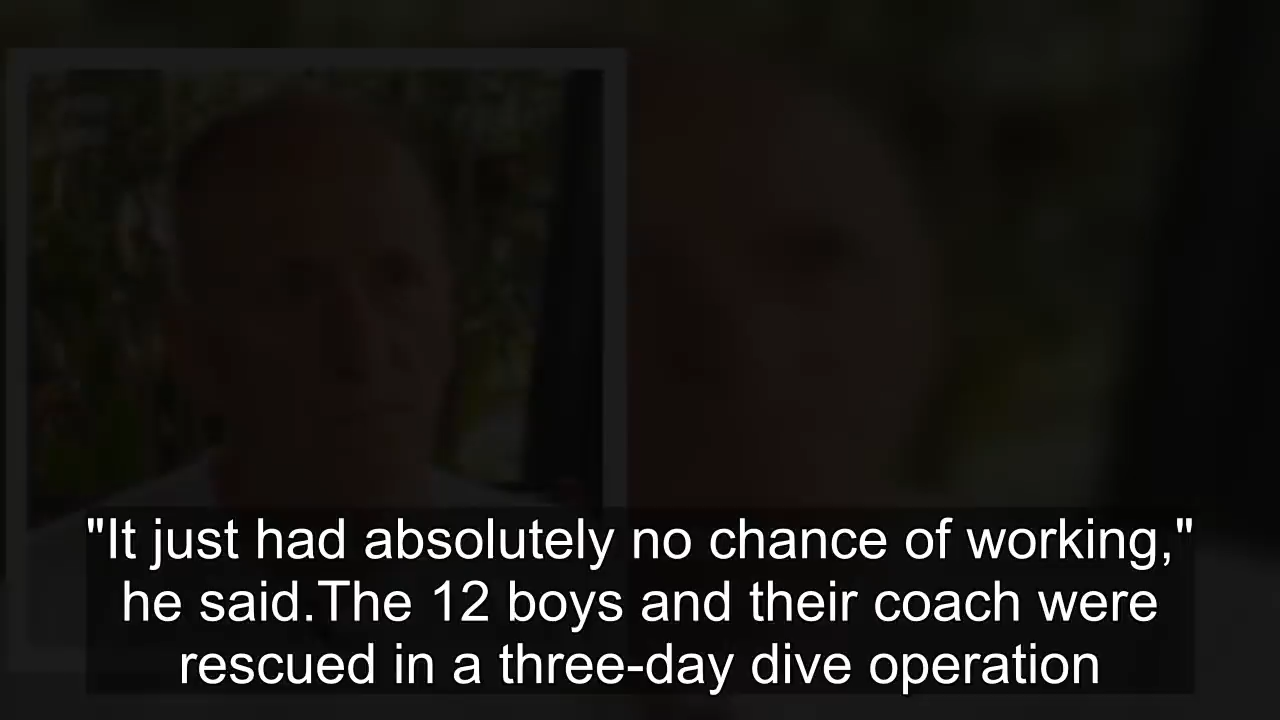 "It just had absolutely no chance of working,"
he said.The 12 boys and their coach were
rescued in a three-day dive operation